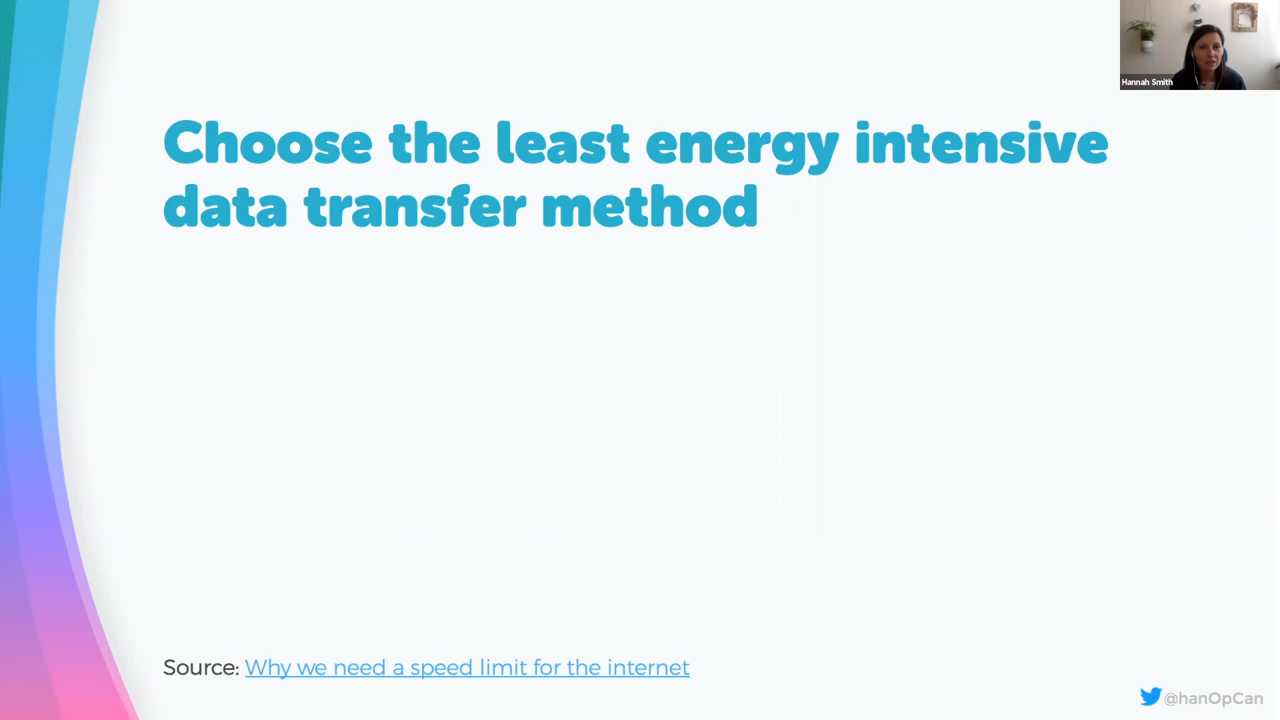 Hannah Smith
Choose the least energy intensive
data transfer method
Source: Why we need a speed limit for the internet
@hanOpCan